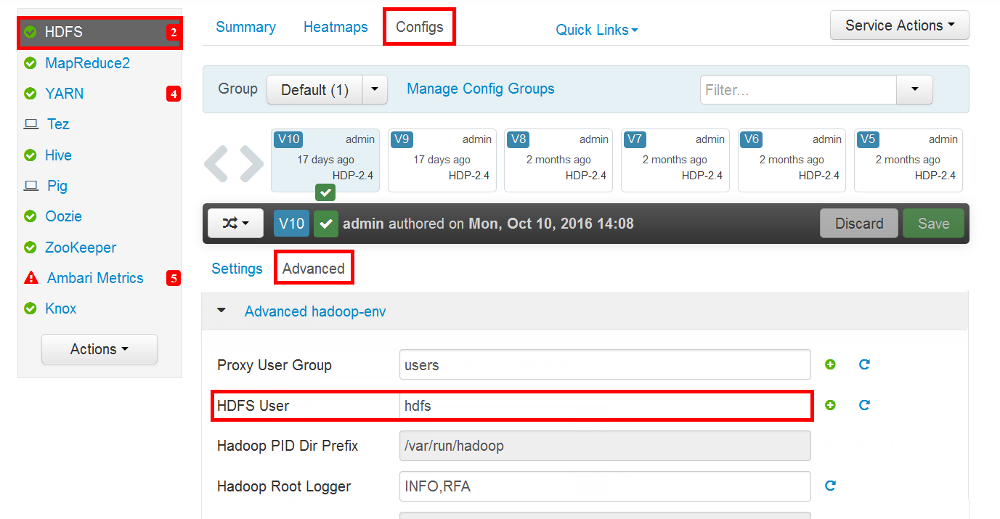 HDFS 2
MapReduce2
YARN 4
Tez
Hive
Pig
Oozie
ZooKeeper
Ambari Metrics 5
Knox
Actions
Summary Heatmaps Configs Quick Links Service Actions
Group Default (1) Manage Config Groups Filter...
V10 admin
17 days ago
HDP-2.4
V9 admin
17 days ago
HDP-2.4
V8 admin
2 months ago
HDP-2.4
V7 admin
2 months ago
HDP-2.4
V6 admin
2 months ago
HDP-2.4
V5 admin
2 months ago
HDP-2.4
V10 admin authored on Mon, Oct 10, 2016 14:08 Discard Save
Settings Advanced
Advanced hadoop-env
Proxy User Group users
HDFS User hdfs
Hadoop PID Dir Prefix /var/run/hadoop
Hadoop Root Logger INFO,RFA